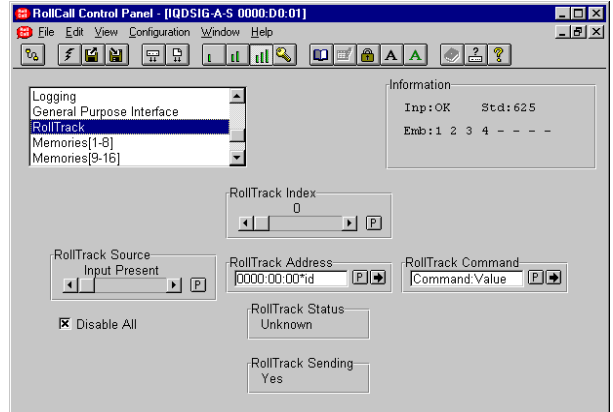 RollCall Control Panel - [IQDSIG-A-S 0000:D0:01]
File Edit View Configuration Window Help
A A ?
Logging
General Purpose Interface
RollTrack
Memories[1-8]
Memories[9-16]
Information
Inp:OK Std:625
Emb:1 2 3 4 - - - -
RollTrack Index
0
P
RollTrack Source
Input Present
P
RollTrack Address
0000:00:00*id P
RollTrack Command
Command:Value P
Disable All
RollTrack Status
Unknown
RollTrack Sending
Yes